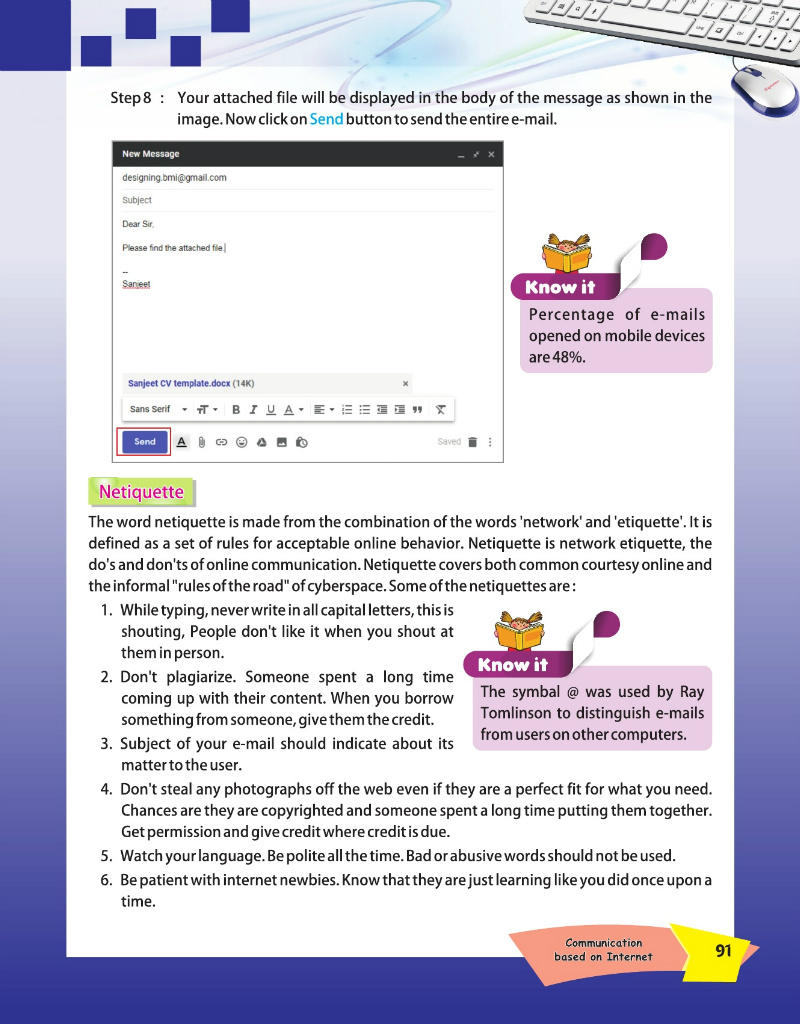 Step 8 : Your attached file will be displayed in the body of the message as shown in the
image. Now click on Send button to send the entire e-mail.
New Message
designing.bmi@gmail.com
Subject
Dear Sir,
Please find the attached file.
--
Sanjeet
Sanjeet CV template.docx (14K)
Sans Serif
Send
Saved
Know it
Percentage of e-mails
opened on mobile devices
are 48%.
Netiquette
The word netiquette is made from the combination of the words 'network' and 'etiquette'. It is
defined as a set of rules for acceptable online behavior. Netiquette is network etiquette, the
do's and don'ts of online communication. Netiquette covers both common courtesy online and
the informal "rules of the road" of cyberspace. Some of the netiquettes are :
1. While typing, never write in all capital letters, this is
shouting, People don't like it when you shout at
them in person.
2. Don't plagiarize. Someone spent a long time
coming up with their content. When you borrow
something from someone, give them the credit.
3. Subject of your e-mail should indicate about its
matter to the user.
Know it
The symbal @ was used by Ray
Tomlinson to distinguish e-mails
from users on other computers.
4. Don't steal any photographs off the web even if they are a perfect fit for what you need.
Chances are they are copyrighted and someone spent a long time putting them together.
Get permission and give credit where credit is due.
5. Watch your language. Be polite all the time. Bad or abusive words should not be used.
6. Be patient with internet newbies. Know that they are just learning like you did once upon a
time.
Communication
based on Internet
91